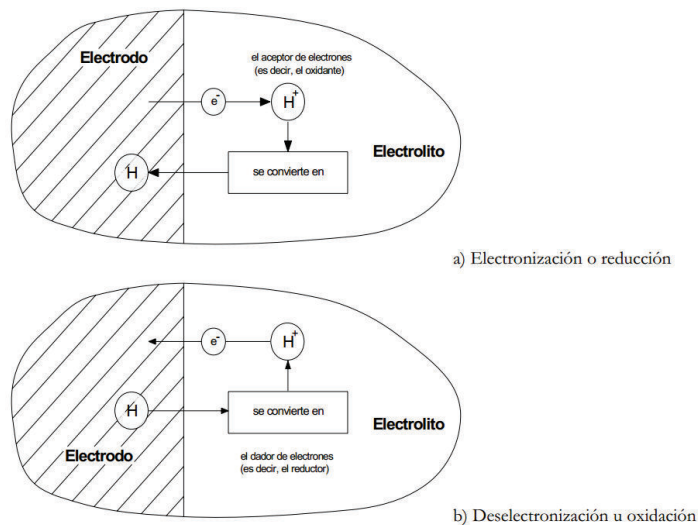 Electrodo
el aceptor de electrones
(es decir, el oxidante)
e-
H+
Electrolito
H
se convierte en
a) Electronización o reducción
e-
H+
H
se convierte en
Electrolito
Electrodo
el dador de electrones
(es decir, el reductor)
b) Deselectronización u oxidación